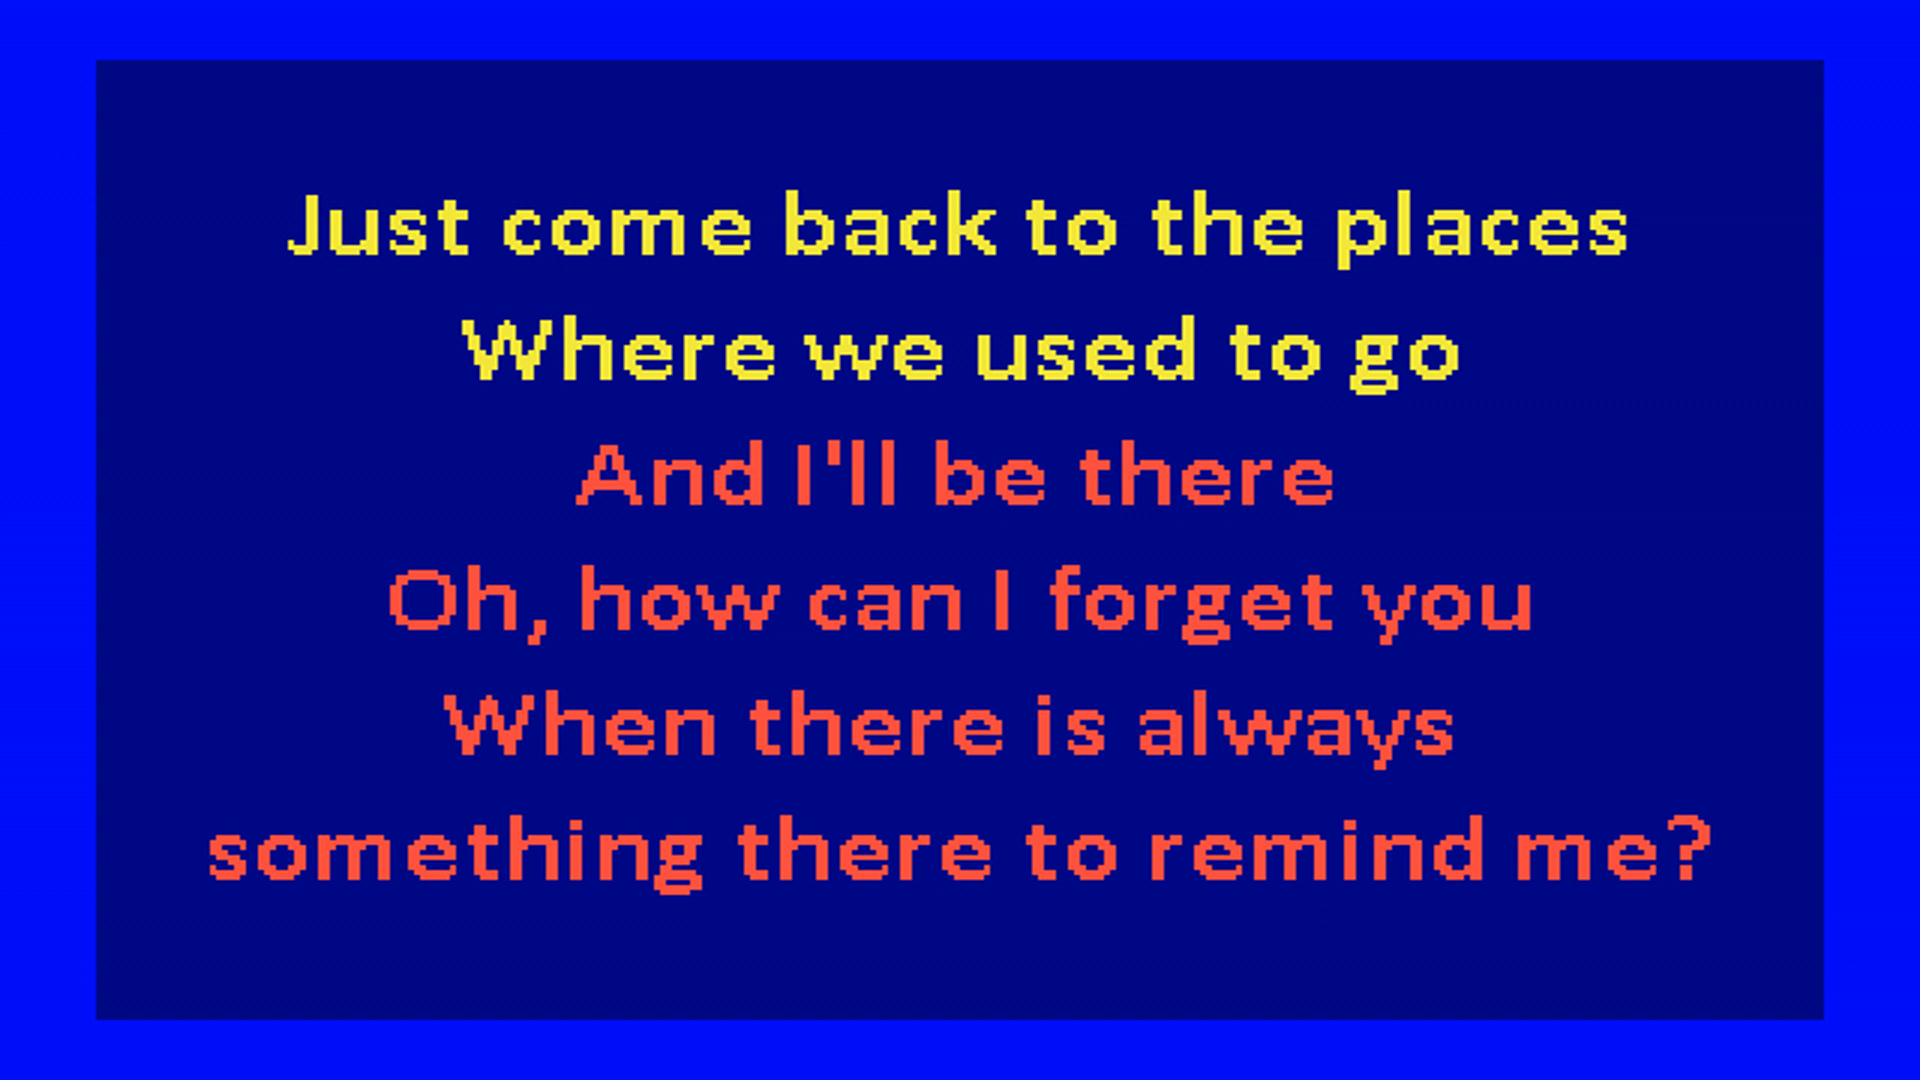 Just come back to the places
Where we used to go
And I'll be there
Oh, how can I forget you
When there is always
something there to remind me?